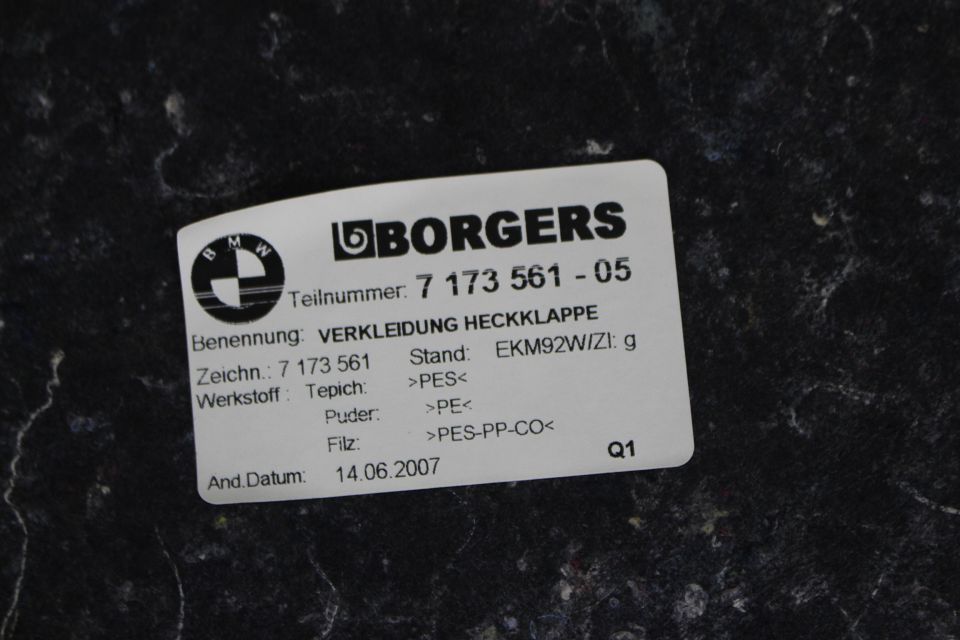 BMW
BORGERS
Teilnummer: 7 173 561 - 05
Benennung: VERKLEIDUNG HECKKLAPPE
Zeichn.: 7 173 561 Stand: EKM92W/ZI: g
Werkstoff : Tepich: >PES<
Puder: >PE<
Filz: >PES-PP-CO<
And.Datum: 14.06.2007 Q1